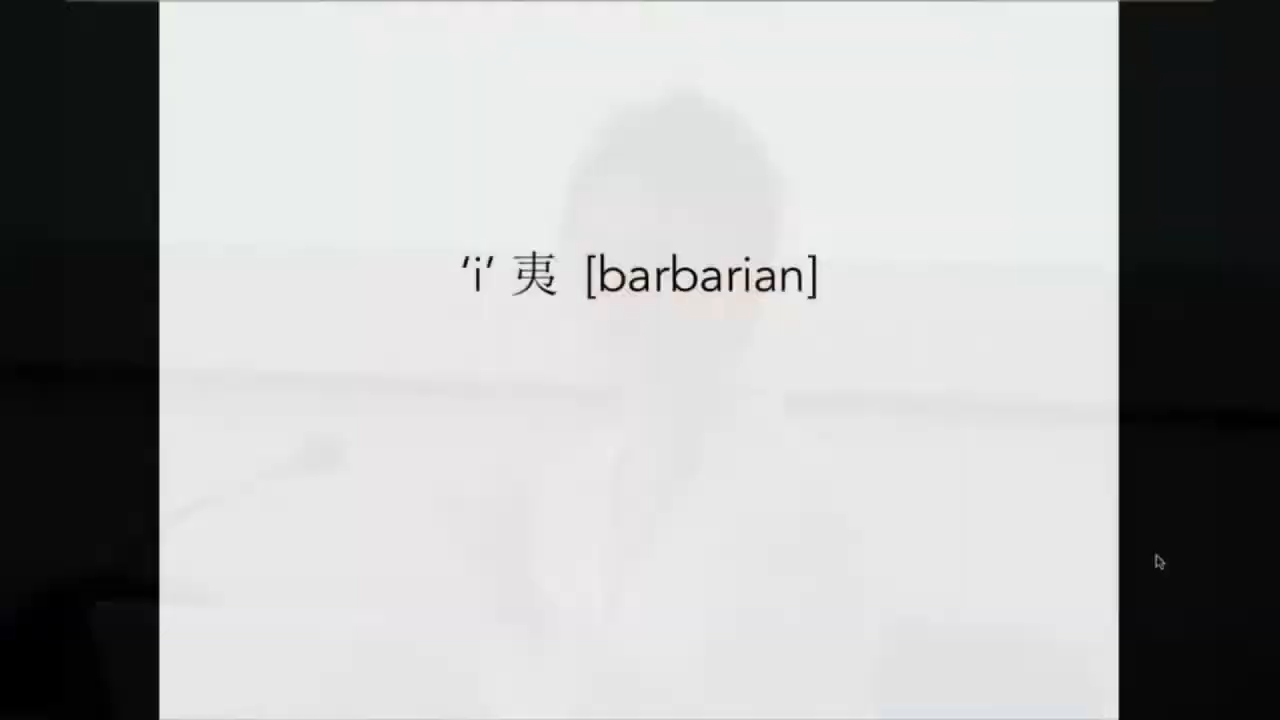 ‘i’ 夷 [barbarian]